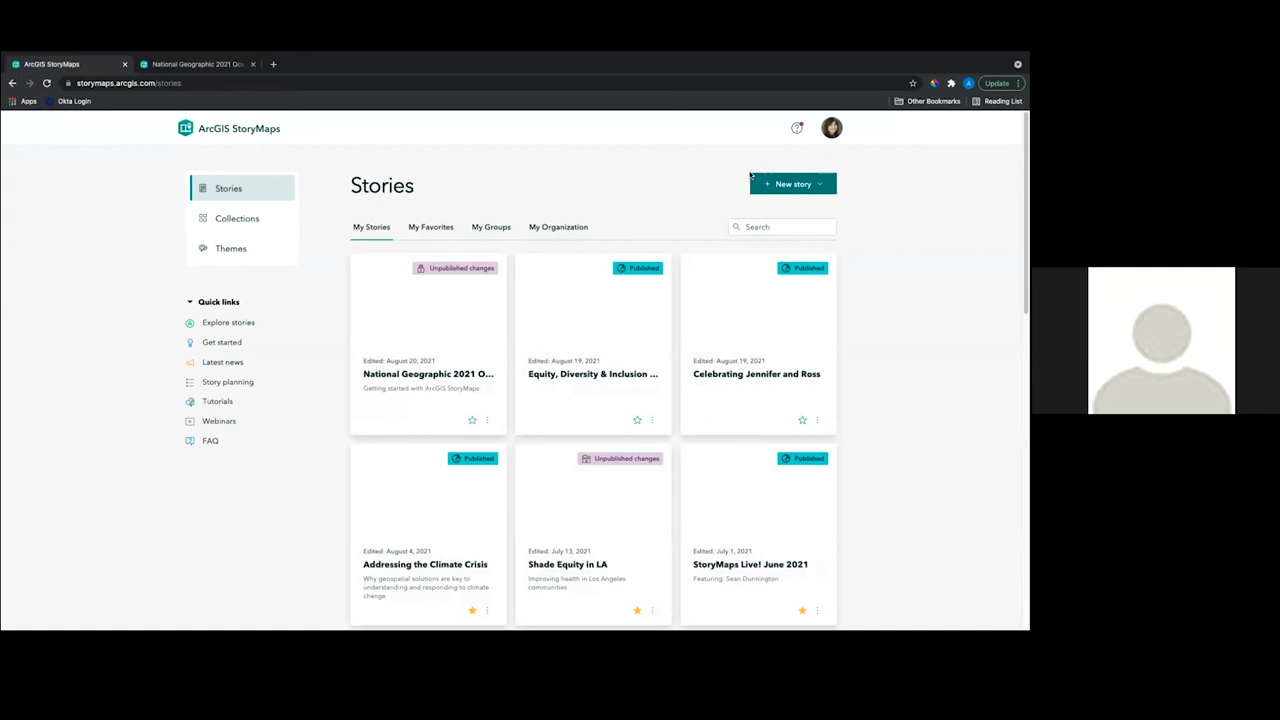 ArcGIS StoryMaps
National Geographic 2021 Oc
storymaps.arcgis.com/stories
Update
Apps
Okta Login
Other Bookmarks
Reading List
ArcGIS StoryMaps
Stories
Collections
Themes
Quick links
Explore stories
Get started
Latest news
Story planning
Tutorials
Webinars
FAQ
Stories
New story
My Stories
My Favorites
My Groups
My Organization
Search
Unpublished changes
Edited: August 20, 2021
National Geographic 2021 O...
Getting started with ArcGIS StoryMaps
Published
Edited: August 19, 2021
Equity, Diversity & Inclusion ...
Published
Edited: August 19, 2021
Celebrating Jennifer and Ross
Published
Edited: August 4, 2021
Addressing the Climate Crisis
Why geospatial solutions are key to
understanding and responding to climate
change
Unpublished changes
Edited: July 13, 2021
Shade Equity in LA
Improving health in Los Angeles
communities
Published
Edited: July 1, 2021
StoryMaps Live! June 2021
Featuring: Sean Dunnington